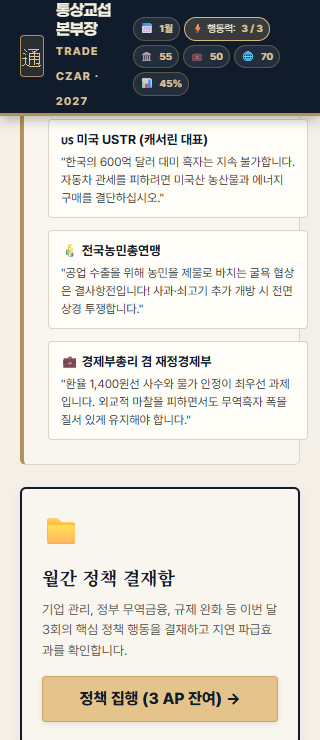 통상교섭
본부장
TRADE
CZAR ·
2027
通
1월
행동력: 3 / 3
55
50
70
45%
US 미국 USTR (캐서린 대표)
"한국의 600억 달러 대미 흑자는 지속 불가합니다.
자동차 관세를 피하려면 미국산 농산물과 에너지
구매를 결단하십시오."
전국농민총연맹
"공업 수출을 위해 농민을 제물로 바치는 굴욕 협상
은 결사항전입니다! 사과·쇠고기 추가 개방 시 전면
상경 투쟁합니다."
경제부총리 겸 재정경제부
"환율 1,400원선 사수와 물가 안정이 최우선 과제
입니다. 외교적 마찰을 피하면서도 무역흑자 폭을
질서 있게 유지해야 합니다."
월간 정책 결재함
기업 관리, 정부 무역금융, 규제 완화 등 이번 달
3회의 핵심 정책 행동을 결재하고 지연 파급효
과를 확인합니다.
정책 집행 (3 AP 잔여) →